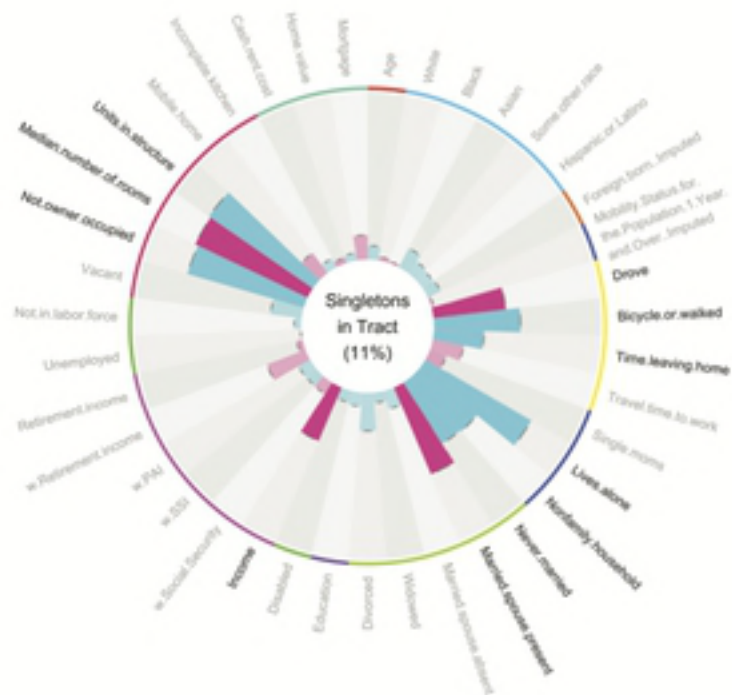 Singletons
in Tract
(11%)
Age
White
Black
Asian
Some.other.race
Hispanic.or.Latino
Foreign.born..Imputed
Mobility.Status.for.
the.Population.1.Year.
and.Over..Imputed
Drove
Bicycle.or.walked
Time.leaving.home
Travel.time.to.work
Single.moms
Lives.alone
Nonfamily.household
Never.married
Married.spouse.present
Married.spouse.absent
Widowed
Divorced
Education
Disabled
Income
w.Social.Security
w.SSI
w.PAI
w.Retirement.income
Retirement.income
Unemployed
Not.in.labor.force
Vacant
Not.owner.occupied
Median.number.of.rooms
Units.in.structure
Mobile.home
Incomplete.kitchen
Cash.rent.cost
Home.value
Mortgage